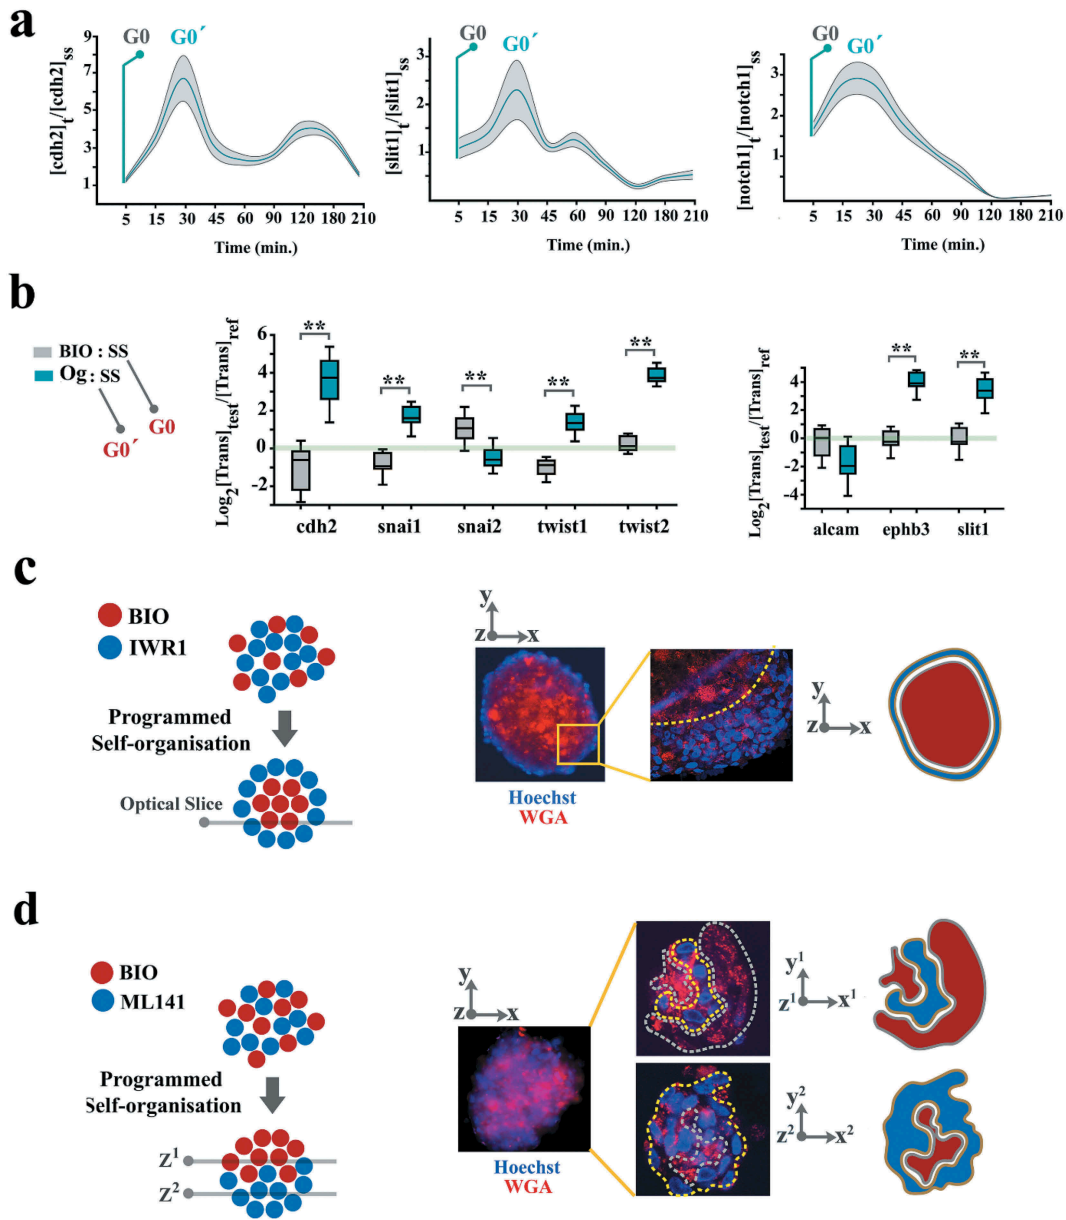 a
G0 G0´
[cdh2]t/[cdh2]ss
9
7
5
3
1
5 15 30 45 60 90 120 180 210
Time (min.)
G0 G0´
[slit1]t/[slit1]ss
3
2
1
5 15 30 45 60 90 120 180 210
Time (min.)
G0 G0´
[notch1]t/[notch1]ss
3
2
1
5 15 30 45 60 90 120 180 210
Time (min.)
b
BIO : SS
Og : SS
G0
G0´
Log2[Trans]test/[Trans]ref
6
4
2
0
-2
** ** ** ** **
cdh2 snai1 snai2 twist1 twist2
Log2[Trans]test/[Trans]ref
4
2
0
-2
-4
** **
alcam ephb3 slit1
c
BIO
IWR1
Programmed
Self-organisation
Optical Slice
y
z x
Hoechst
WGA
y
z x
d
BIO
ML141
Programmed
Self-organisation
Z1
Z2
y
z x
Hoechst
WGA
y1
z1 x1
y2
z2 x2